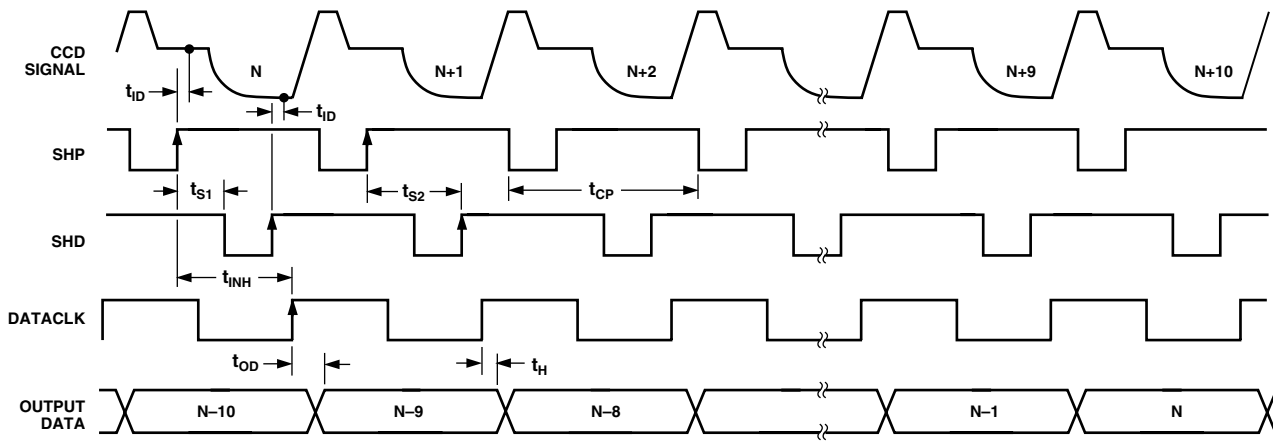 CCD
SIGNAL
N
N+1
N+2
N+9
N+10
tID
tID
SHP
tS1
tS2
tCP
SHD
tINH
DATACLK
tOD
tH
OUTPUT
DATA
N–10
N–9
N–8
N–1
N